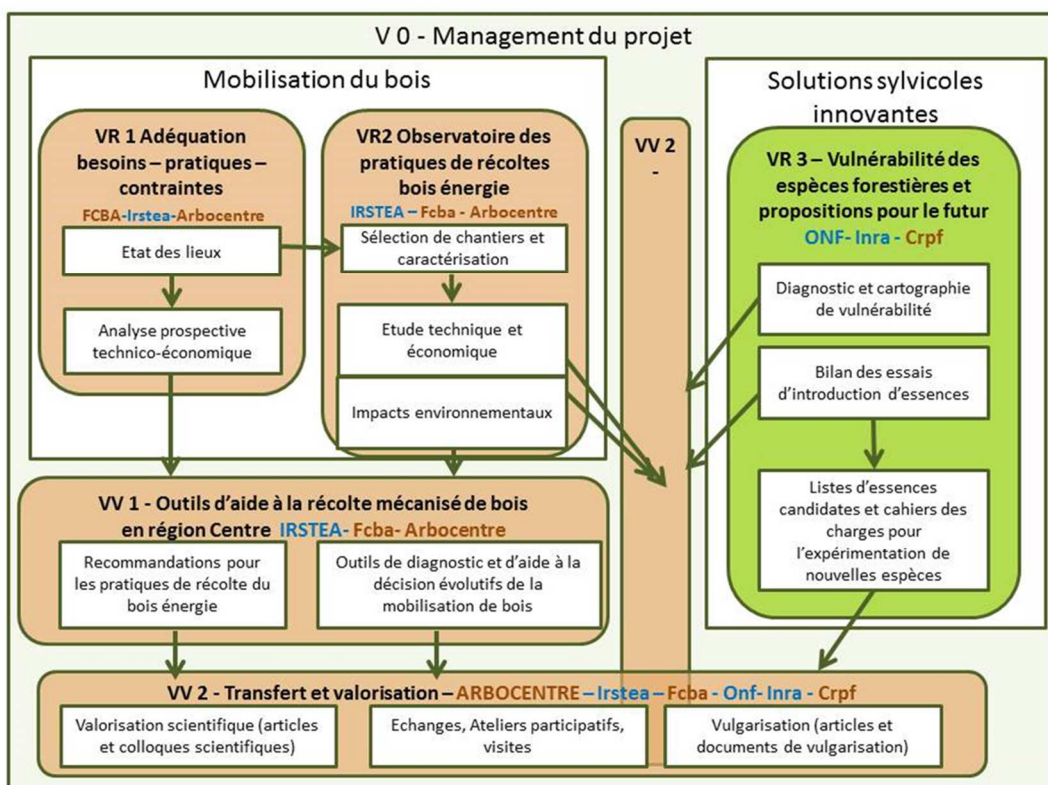 V 0 - Management du projet
Mobilisation du bois
VR 1 Adéquation
besoins – pratiques –
contraintes
FCBA-Irstea-Arbocentre
Etat des lieux
Analyse prospective
technico-économique
VR2 Observatoire des
pratiques de récoltes
bois énergie
IRSTEA – Fcba - Arbocentre
Sélection de chantiers et
caractérisation
Etude technique et
économique
Impacts environnementaux
VV 2
-
Solutions sylvicoles
innovantes
VR 3 – Vulnérabilité des
espèces forestières et
propositions pour le futur
ONF- Inra - Crpf
Diagnostic et cartographie
de vulnérabilité
Bilan des essais
d’introduction d’essences
Listes d’essences
candidates et cahiers des
charges pour
l’expérimentation de
nouvelles espèces
VV 1 - Outils d’aide à la récolte mécanisé de bois
en région Centre IRSTEA- Fcba- Arbocentre
Recommandations pour
les pratiques de récolte du
bois énergie
Outils de diagnostic et d’aide à la
décision évolutifs de la
mobilisation de bois
VV 2 - Transfert et valorisation – ARBOCENTRE – Irstea – Fcba - Onf- Inra - Crpf
Valorisation scientifique (articles
et colloques scientifiques)
Echanges, Ateliers participatifs,
visites
Vulgarisation (articles et
documents de vulgarisation)